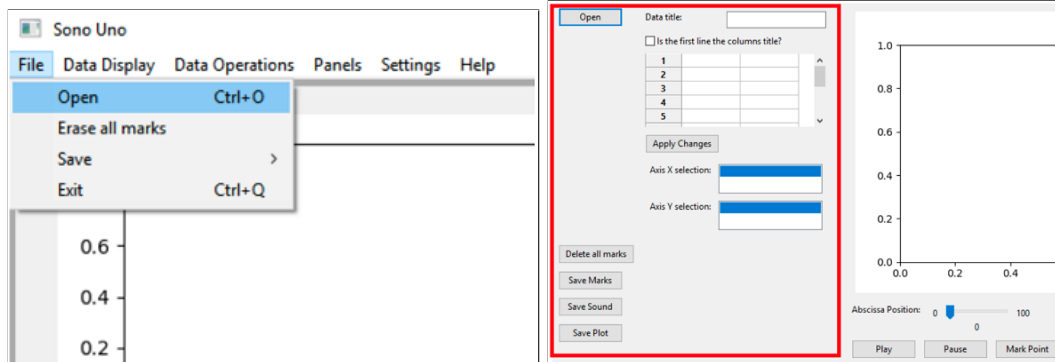 Sono Uno
File Data Display Data Operations Panels Settings Help
Open Ctrl+O
Erase all marks
Save >
Exit Ctrl+Q
0.6
0.4
0.2
Open Data title:
Is the first line the columns title?
1
2
3
4
5
Apply Changes
Axis X selection:
Axis Y selection:
Delete all marks
Save Marks
Save Sound
Save Plot
1.0
0.8
0.6
0.4
0.2
0.0
0.0 0.2 0.4
Abscissa Position: 0 100
0
Play Pause Mark Point